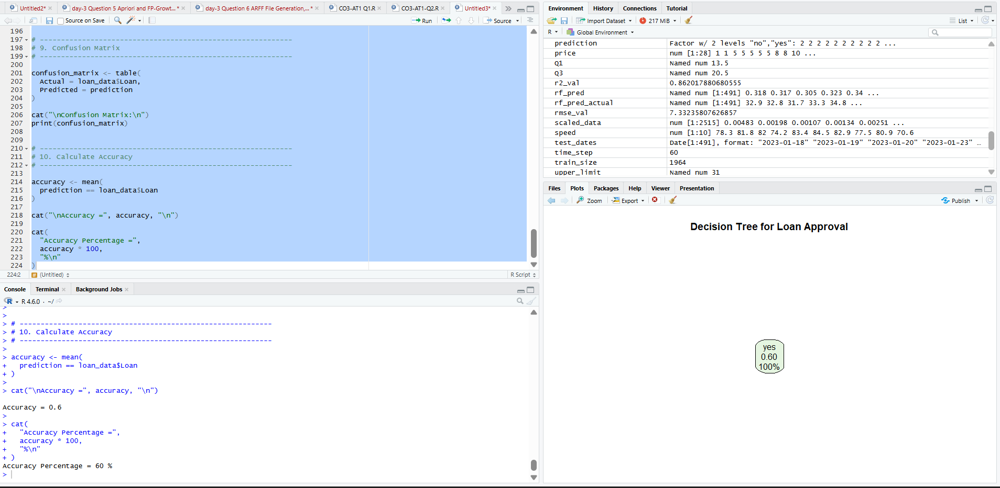 Untitled2*
day-3 Question 5 Apriori and FP-Growt... *
day-3 Question 6 ARFF File Generation,... *
CO3-AT1 Q1.R
CO3-AT1-Q2.R
Untitled3*
Source on Save
Run
Source
196
197 # ------------------------------------------------------------
198 # 9. Confusion Matrix
199 # ------------------------------------------------------------
200
201 confusion_matrix <- table(
202   Actual = loan_data$Loan,
203   Predicted = prediction
204 )
205
206 cat("\nConfusion Matrix:\n")
207 print(confusion_matrix)
208
209
210 # ------------------------------------------------------------
211 # 10. Calculate Accuracy
212 # ------------------------------------------------------------
213
214 accuracy <- mean(
215   prediction == loan_data$Loan
216 )
217
218 cat("\nAccuracy =", accuracy, "\n")
219
220 cat(
221   "Accuracy Percentage =",
222   accuracy * 100,
223   "%\n"
224 )
224:2
# (Untitled)
R Script
Console
Terminal
Background Jobs
R 4.6.0 · ~/
>
>
> # ------------------------------------------------------------
> # 10. Calculate Accuracy
> # ------------------------------------------------------------
>
> accuracy <- mean(
+   prediction == loan_data$Loan
+ )
>
> cat("\nAccuracy =", accuracy, "\n")
Accuracy = 0.6
>
> cat(
+   "Accuracy Percentage =",
+   accuracy * 100,
+   "%\n"
+ )
Accuracy Percentage = 60 %
>
Environment
History
Connections
Tutorial
Import Dataset
217 MiB
List
R
Global Environment
prediction Factor w/ 2 levels "no","yes": 2 2 2 2 2 2 2 2 2 2 ...
price num [1:28] 1 1 5 5 5 5 5 8 8 10 ...
Q1 Named num 13.5
Q3 Named num 20.5
r2_val 0.862017880680555
rf_pred Named num [1:491] 0.318 0.317 0.305 0.323 0.34 ...
rf_pred_actual Named num [1:491] 32.9 32.8 31.7 33.3 34.8 ...
rmse_val 7.33235807626857
scaled_data num [1:2515] 0.00483 0.00198 0.00107 0.00134 0.00251 ...
speed num [1:10] 78.3 81.8 82 74.2 83.4 84.5 82.9 77.5 80.9 70.6
test_dates Date[1:491], format: "2023-01-18" "2023-01-19" "2023-01-20" "2023-01-23" …
time_step 60
train_size 1964
upper_limit Named num 31
Files
Plots
Packages
Help
Viewer
Presentation
Zoom
Export
Publish
Decision Tree for Loan Approval
yes
0.60
100%